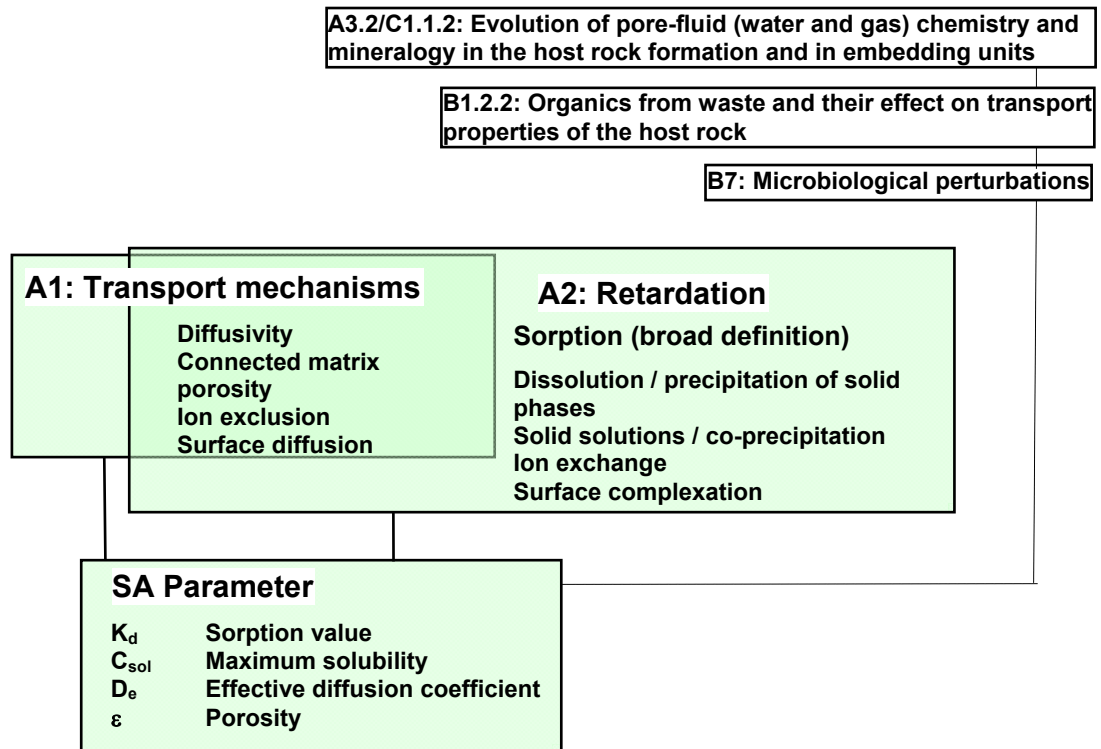 A3.2/C1.1.2: Evolution of pore-fluid (water and gas) chemistry and
mineralogy in the host rock formation and in embedding units
B1.2.2: Organics from waste and their effect on transport
properties of the host rock
B7: Microbiological perturbations
A1: Transport mechanisms
Diffusivity
Connected matrix
porosity
Ion exclusion
Surface diffusion
A2: Retardation
Sorption (broad definition)
Dissolution / precipitation of solid
phases
Solid solutions / co-precipitation
Ion exchange
Surface complexation
SA Parameter
Kd Sorption value
Csol Maximum solubility
De Effective diffusion coefficient
ε Porosity